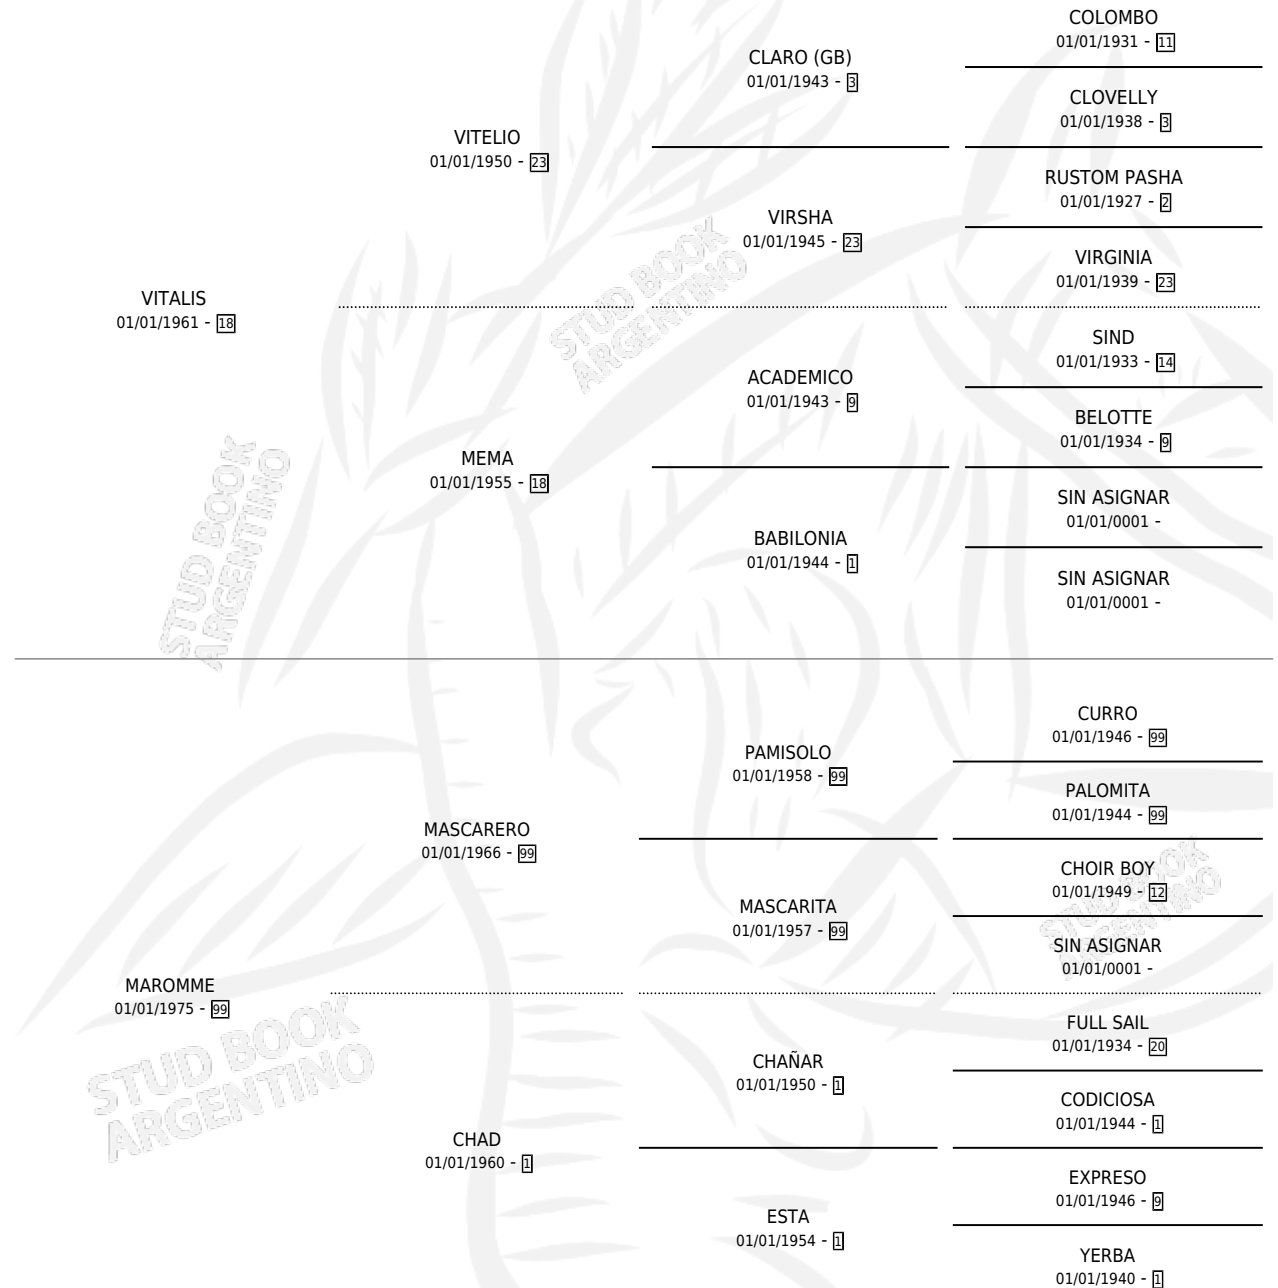 COLOMBO
01/01/1931 - 11
CLARO (GB)
01/01/1943 - 3
CLOVELLY
01/01/1938 - 3
VITELIO
01/01/1950 - 23
RUSTOM PASHA
01/01/1927 - 2
VIRSHA
01/01/1945 - 23
VIRGINIA
01/01/1939 - 23
VITALIS
01/01/1961 - 18
SIND
01/01/1933 - 14
ACADEMICO
01/01/1943 - 9
BELOTTE
01/01/1934 - 9
MEMA
01/01/1955 - 18
SIN ASIGNAR
01/01/0001 -
BABILONIA
01/01/1944 - 1
SIN ASIGNAR
01/01/0001 -
CURRO
01/01/1946 - 99
PAMISOLO
01/01/1958 - 99
PALOMITA
01/01/1944 - 99
MASCARERO
01/01/1966 - 99
CHOIR BOY
01/01/1949 - 12
MASCARITA
01/01/1957 - 99
SIN ASIGNAR
01/01/0001 -
MAROMME
01/01/1975 - 99
FULL SAIL
01/01/1934 - 20
CHAÑAR
01/01/1950 - 1
CODICIOSA
01/01/1944 - 1
CHAD
01/01/1960 - 1
EXPRESO
01/01/1946 - 9
ESTA
01/01/1954 - 1
YERBA
01/01/1940 - 1
STUD BOOK
ARGENTINO
STUD BOOK
ARGENTINO
STUD BOOK
ARGENTINO
STUD BOOK
ARGENTINO